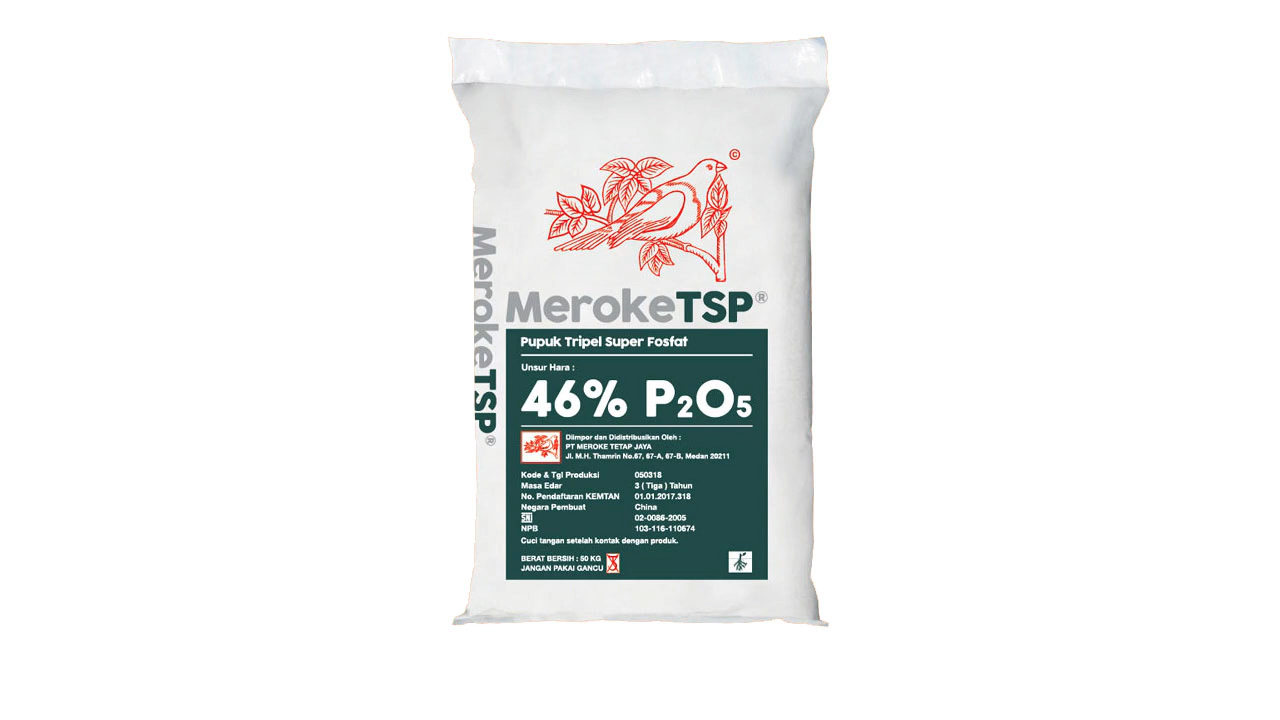 ©
MerokeTSP®
MerokeTSP®
Pupuk Tripel Super Fosfat
Unsur Hara :
46% P₂O₅
Diimpor dan Didistribusikan Oleh :
PT MEROKE TETAP JAYA
Jl. M.H. Thamrin No.67, 67-A, 67-B, Medan 20211
Kode & Tgl Produksi 050318
Masa Edar 3 ( Tiga ) Tahun
No. Pendaftaran KEMTAN 01.01.2017.318
Negara Pembuat China
SNI 02-0086-2005
NPB 103-116-110674
Cuci tangan setelah kontak dengan produk.
BERAT BERSIH : 50 KG
JANGAN PAKAI GANCU